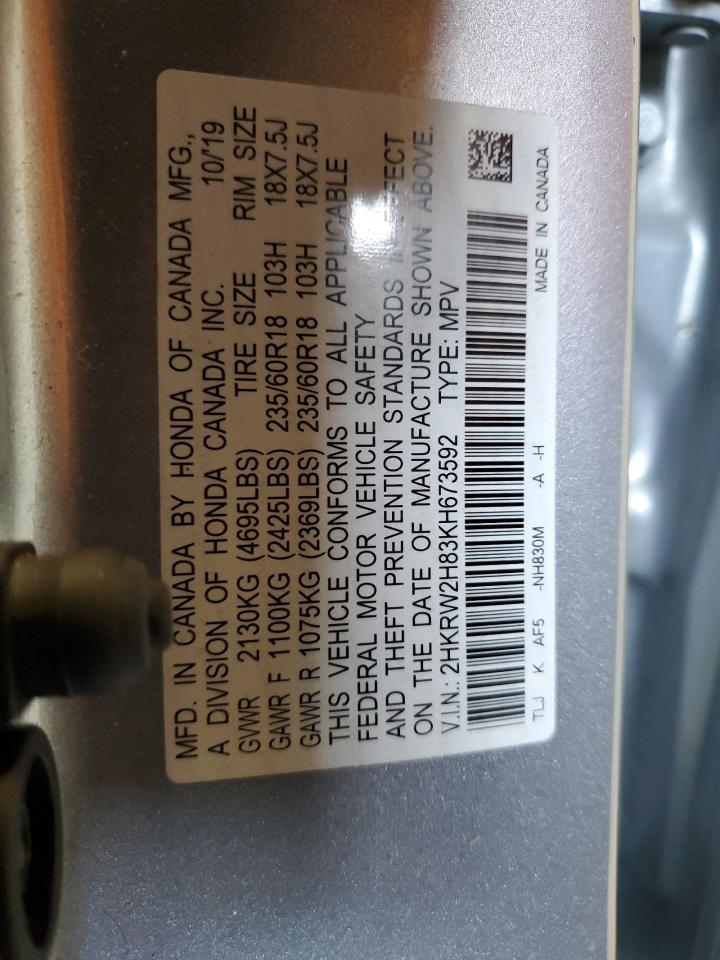 MFD. IN CANADA BY HONDA OF CANADA MFG.,
A DIVISION OF HONDA CANADA INC. 10/19
GVWR 2130KG (4695LBS) TIRE SIZE RIM SIZE
GAWR F 1100KG (2425LBS) 235/60R18 103H 18X7.5J
GAWR R 1075KG (2369LBS) 235/60R18 103H 18X7.5J
THIS VEHICLE CONFORMS TO ALL APPLICABLE
FEDERAL MOTOR VEHICLE SAFETY
AND THEFT PREVENTION STANDARDS IN EFFECT
ON THE DATE OF MANUFACTURE SHOWN ABOVE.
V.I.N.: 2HKRW2H83KH673592 TYPE: MPV
TLJ K AF5 -NH830M -A -H MADE IN CANADA